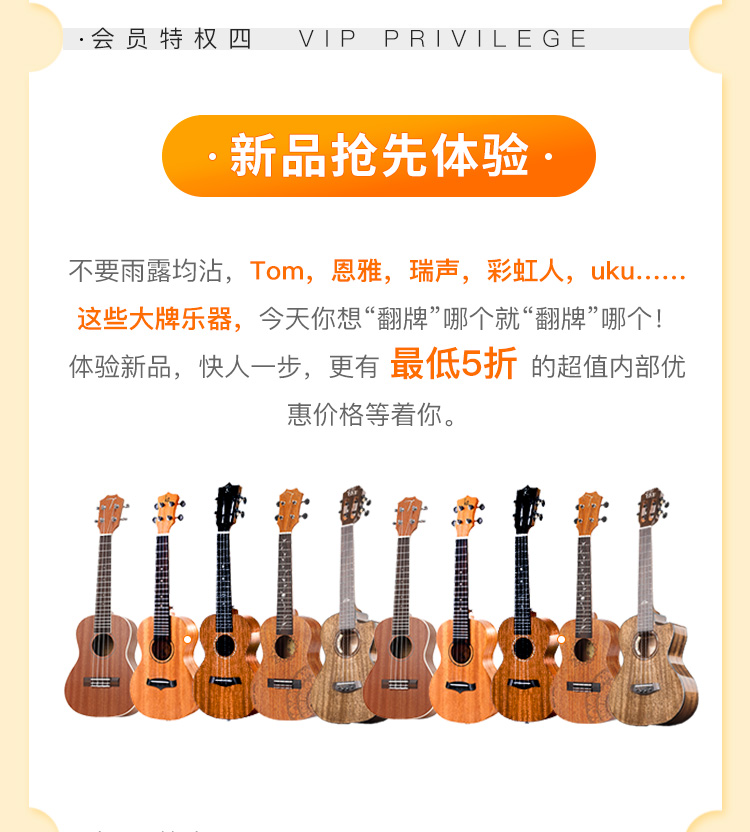 ·会员特权四 VIP PRIVILEGE
·新品抢先体验·
不要雨露均沾，Tom，恩雅，瑞声，彩虹人，uku……
这些大牌乐器，今天你想“翻牌”哪个就“翻牌”哪个！
体验新品，快人一步，更有 最低5折 的超值内部优
惠价格等着你。